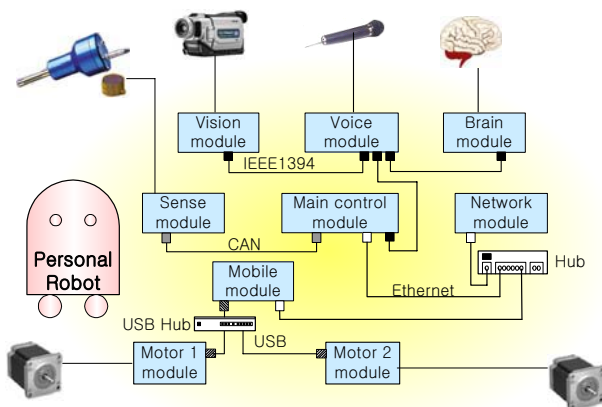 Vision
module
Voice
module
Brain
module
IEEE1394
Sense
module
Main control
module
Network
module
CAN
Hub
Personal
Robot
Mobile
module
Ethernet
USB Hub
USB
Motor 1
module
Motor 2
module